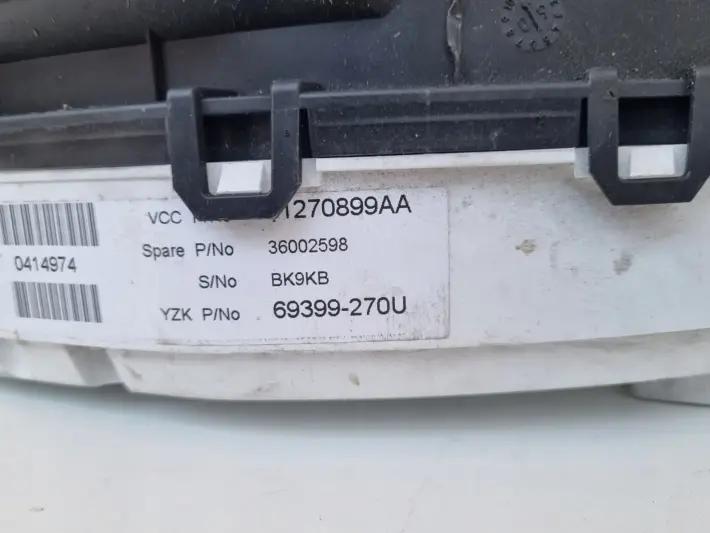 VCC 1270899AA
Spare P/No 36002598
0414974
S/No BK9KB
YZK P/No 69399-270U